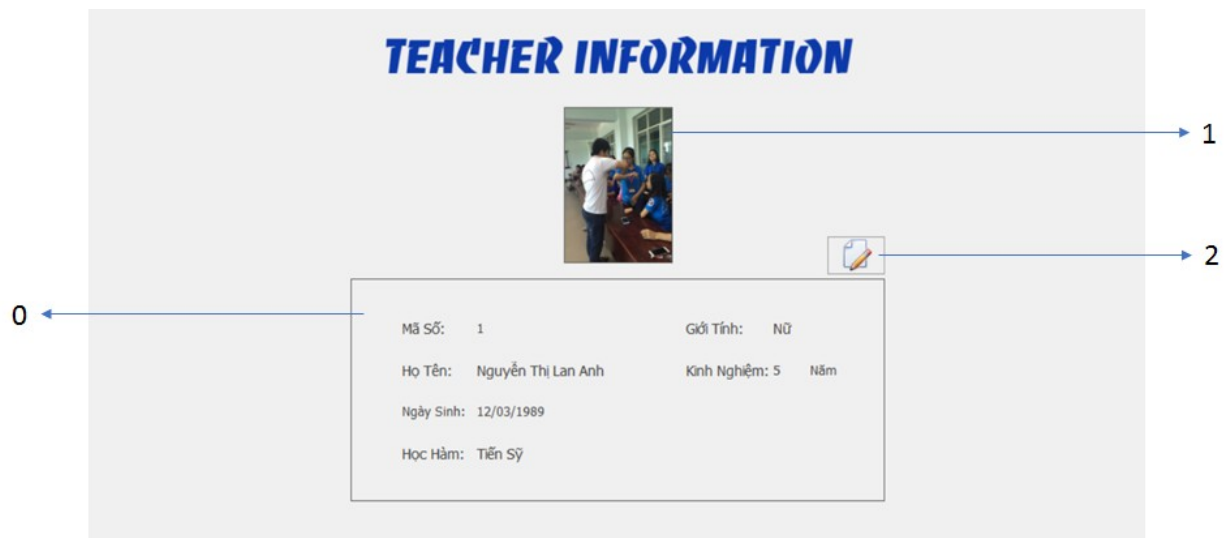 TEACHER INFORMATION
1
2
0
Mã Số: 1 Giới Tính: Nữ
Họ Tên: Nguyễn Thị Lan Anh Kinh Nghiệm: 5 Năm
Ngày Sinh: 12/03/1989
Học Hàm: Tiến Sỹ